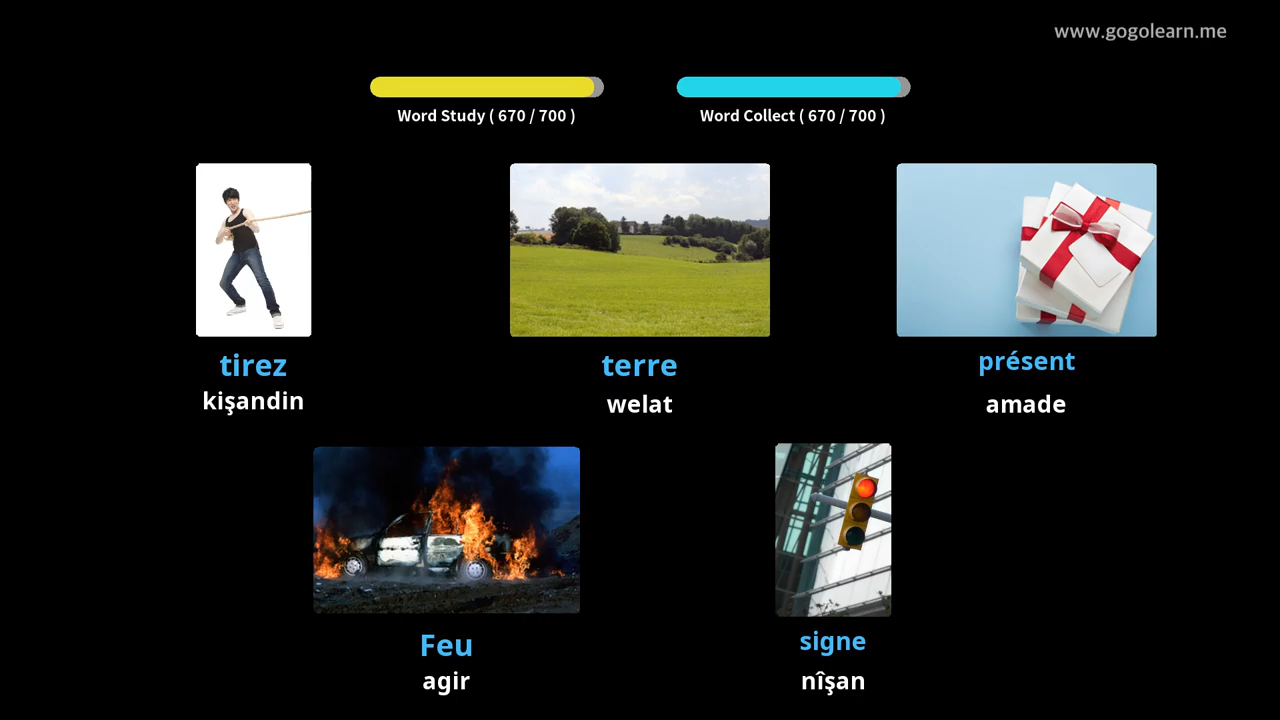 www.gogolearn.me
Word Study ( 670 / 700 )
Word Collect ( 670 / 700 )
tirez
kişandin
terre
welat
présent
amade
Feu
agir
signe
nîşan